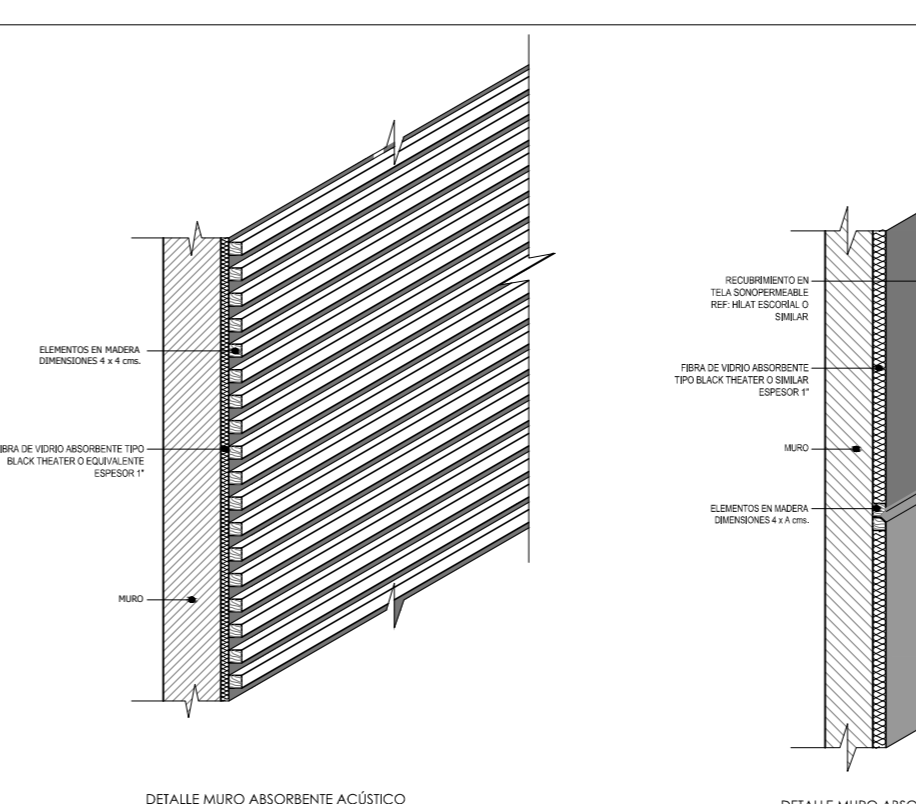 ELEMENTOS EN MADERA
DIMENSIONES 4 x 4 cms.
IBRA DE VIDRIO ABSORBENTE TIPO
BLACK THEATER O EQUIVALENTE
ESPESOR 1"
MURO
DETALLE MURO ABSORBENTE ACÚSTICO
RECUBRIMIENTO EN
TELA SONOPERMEABLE
REF: HILAT ESCORIAL O
SIMILAR
FIBRA DE VIDRIO ABSORBENTE
TIPO BLACK THEATER O SIMILAR
ESPESOR 1"
MURO
ELEMENTOS EN MADERA
DIMENSIONES 4 x A cms.
DETALLE MURO ABSO